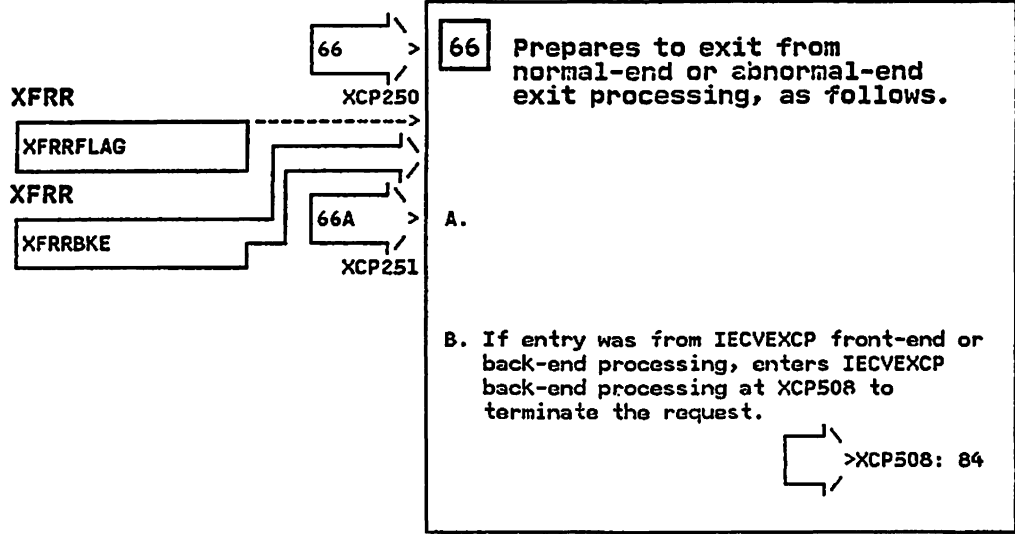 66
XCP250
XFRR
XFRRFLAG
XFRR
XFRRBKE
66A
XCP251
66 Prepares to exit from
normal-end or abnormal-end
exit processing, as follows.
A.
B. If entry was from IECVEXCP front-end or
back-end processing, enters IECVEXCP
back-end processing at XCP508 to
terminate the request.
>XCP508: 84